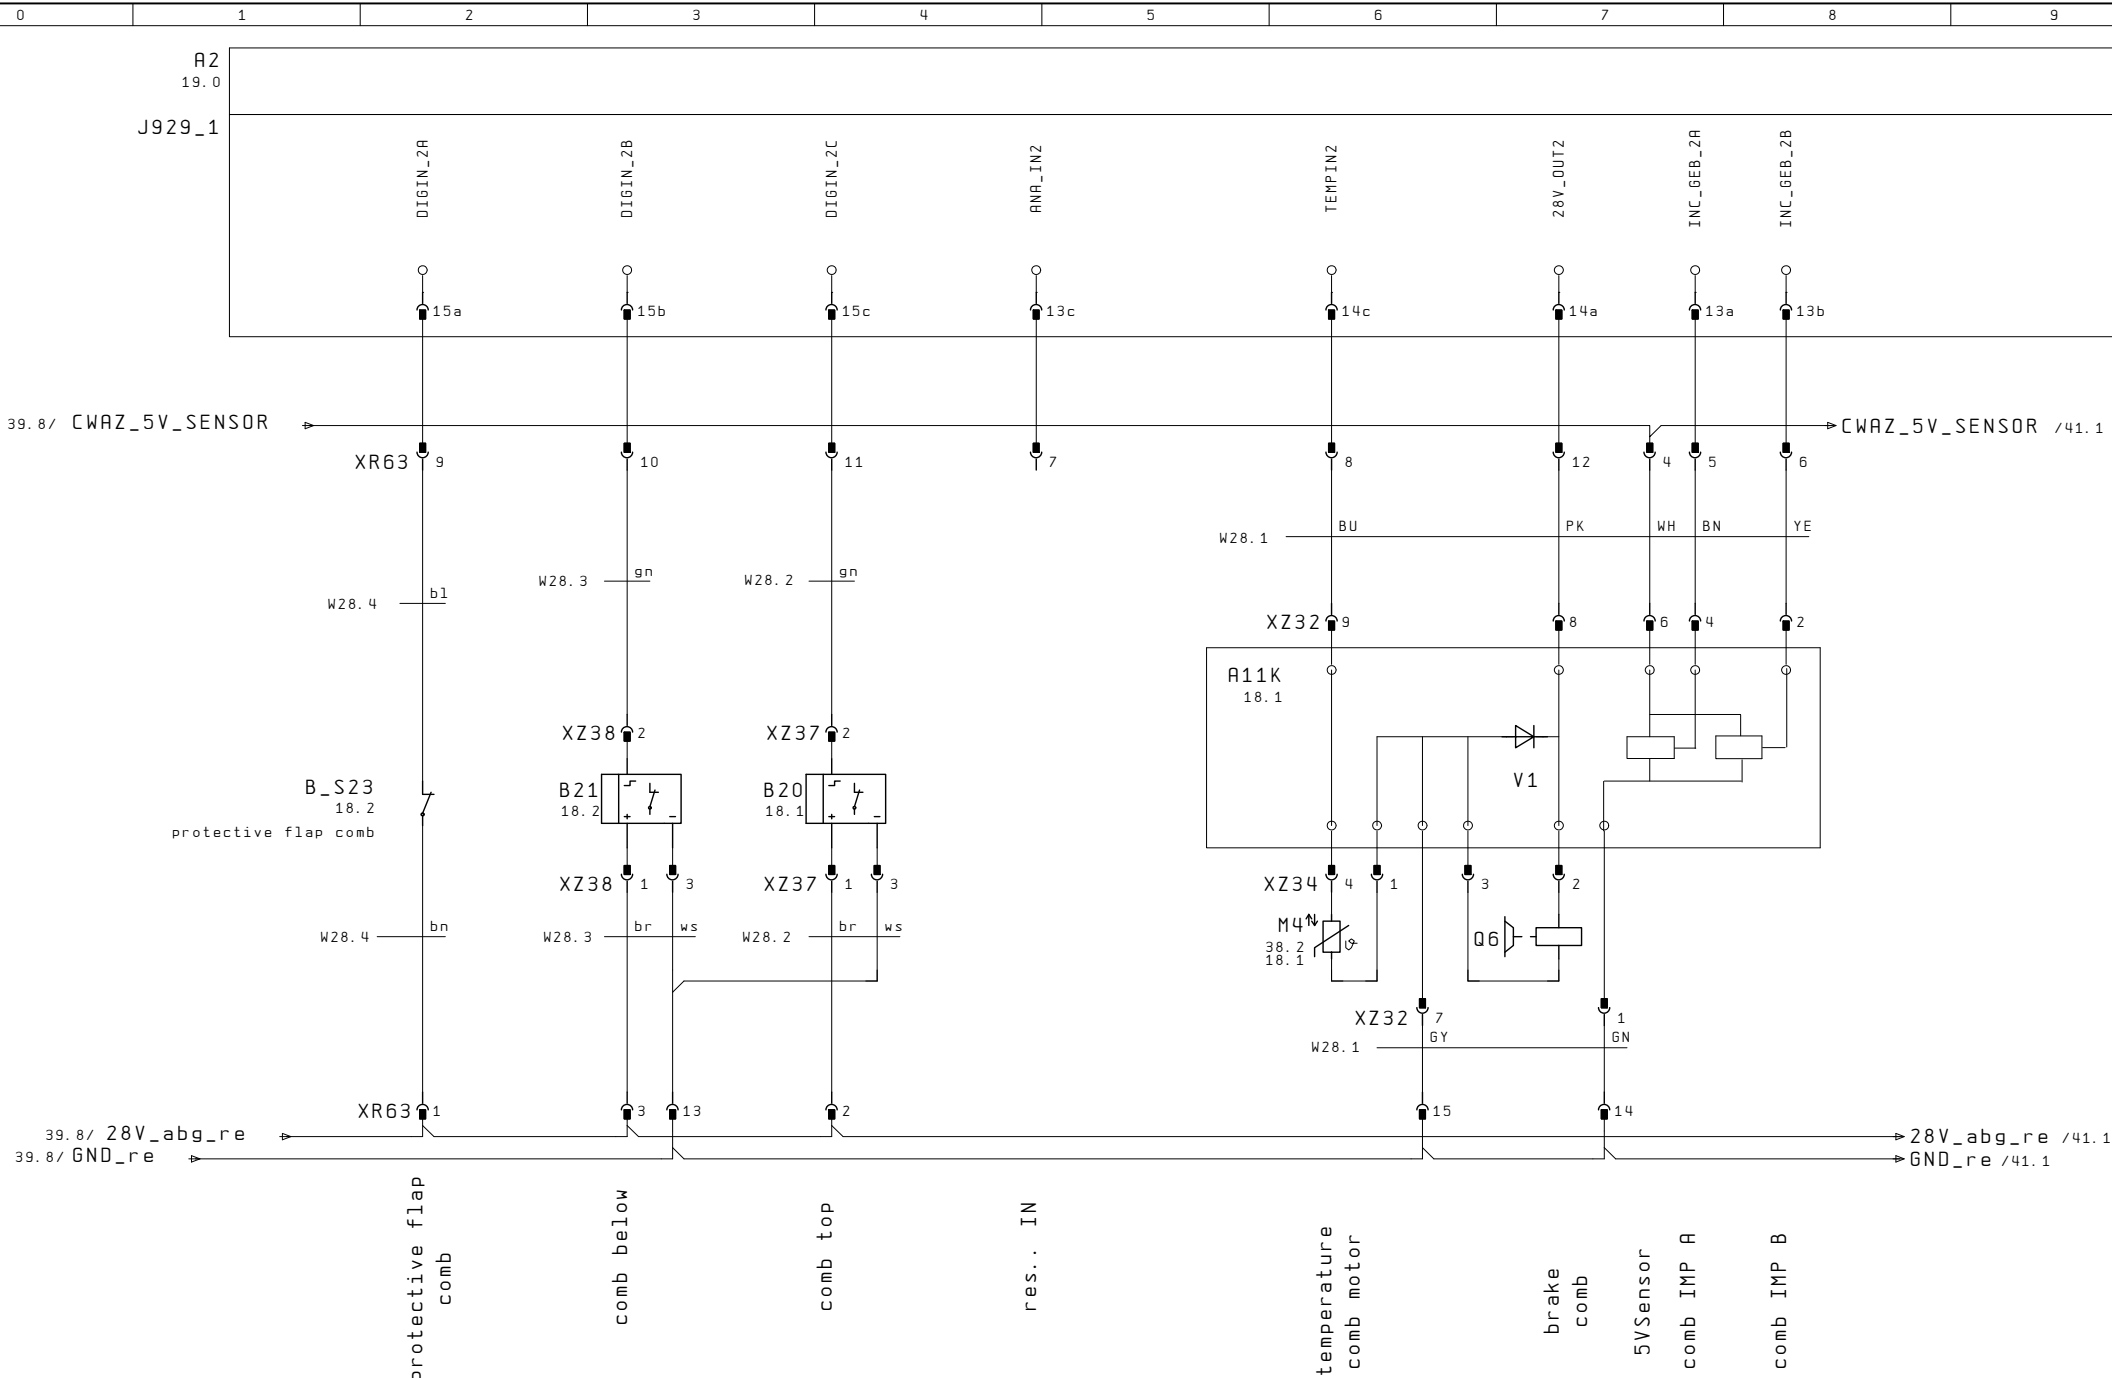 0 1 2 3 4 5 6 7 8 9
A2
19.0
J929_1
DIGIN_2A
DIGIN_2B
DIGIN_2C
ANA_IN2
TEMPIN2
28V_OUT2
INC_GEB_2A
INC_GEB_2B
15a 15b 15c 13c 14c 14a 13a 13b
39.8/ CWAZ_5V_SENSOR
CWAZ_5V_SENSOR /41.1
XR63 9 10 11 7 8 12 4 5 6
W28.1 BU PK WH BN YE
W28.3 gn
W28.2 gn
W28.4 bl
XZ32 9 8 6 4 2
A11K
18.1
XZ38 2
XZ37 2
V1
B_S23
18.2
protective flap comb
B21
18.2
+ -
B20
18.1
+ -
XZ38 1 3
XZ37 1 3
XZ34 4 1 3 2
M4
38.2
18.1
ϑ
Q6
W28.4 bn
W28.3 br ws
W28.2 br ws
XZ32 7 1
W28.1 GY GN
XR63 1 3 13 2 15 14
39.8/ 28V_abg_re
28V_abg_re /41.1
39.8/ GND_re
GND_re /41.1
protective flap
comb
comb below
comb top
res.. IN
temperature
comb motor
brake
comb
5VSensor
comb IMP A
comb IMP B